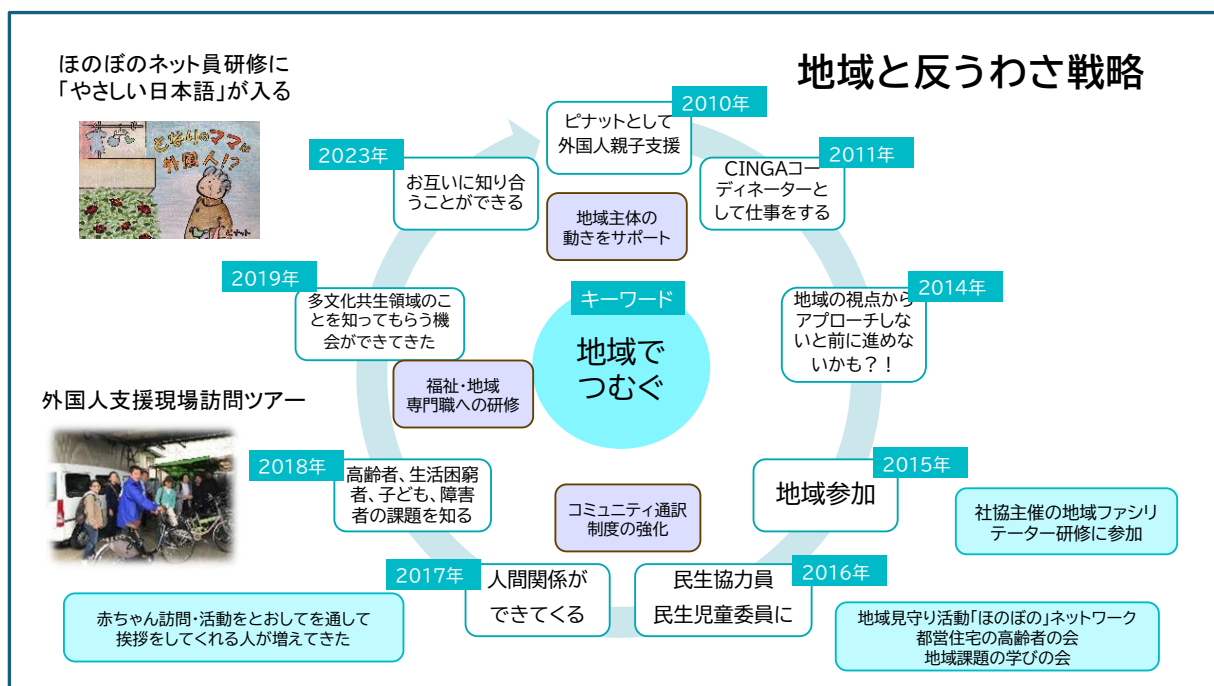 地域と反うわさ戦略
ほのぼのネット員研修に
「やさしい日本語」が入る
となりのママは
外国人!?
ピナット
2010年
ピナットとして
外国人親子支援
2011年
CINGAコー
ディネーターと
して仕事をする
2014年
地域の視点から
アプローチしな
いと前に進めな
いかも?!
2015年
地域参加
社協主催の地域ファシリ
テーター研修に参加
2016年
民生協力員
民生児童委員に
地域見守り活動「ほのぼの」ネットワーク
都営住宅の高齢者の会
地域課題の学びの会
2017年
人間関係が
できてくる
赤ちゃん訪問・活動をとおしてを通して
挨拶をしてくれる人が増えてきた
2018年
高齢者、生活困窮
者、子ども、障害
者の課題を知る
外国人支援現場訪問ツアー
2019年
多文化共生領域のこ
とを知ってもらう機
会ができてきた
2023年
お互いに知り合
うことができる
地域主体の
動きをサポート
キーワード
地域で
つむぐ
福祉・地域
専門職への研修
コミュニティ通訳
制度の強化